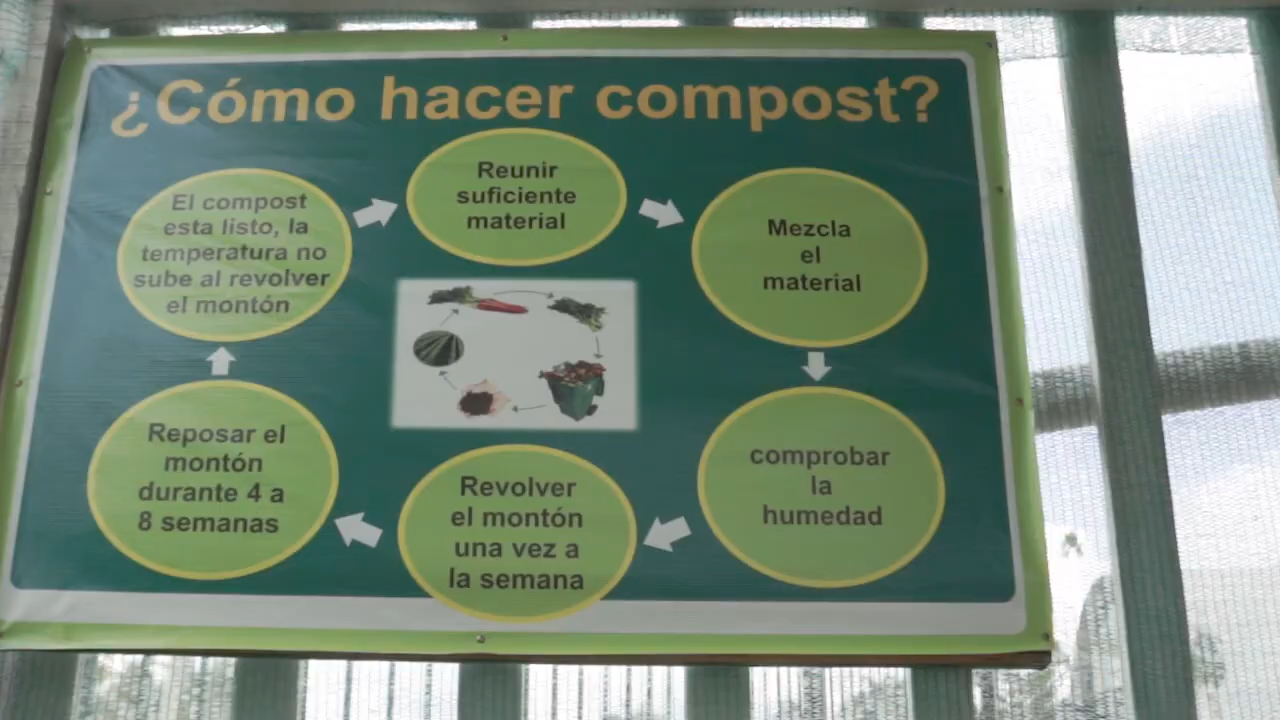 ¿Cómo hacer compost?
Reunir
suficiente
material
Mezcla
el
material
comprobar
la
humedad
Revolver
el montón
una vez a
la semana
Reposar el
montón
durante 4 a
8 semanas
El compost
esta listo, la
temperatura no
sube al revolver
el montón